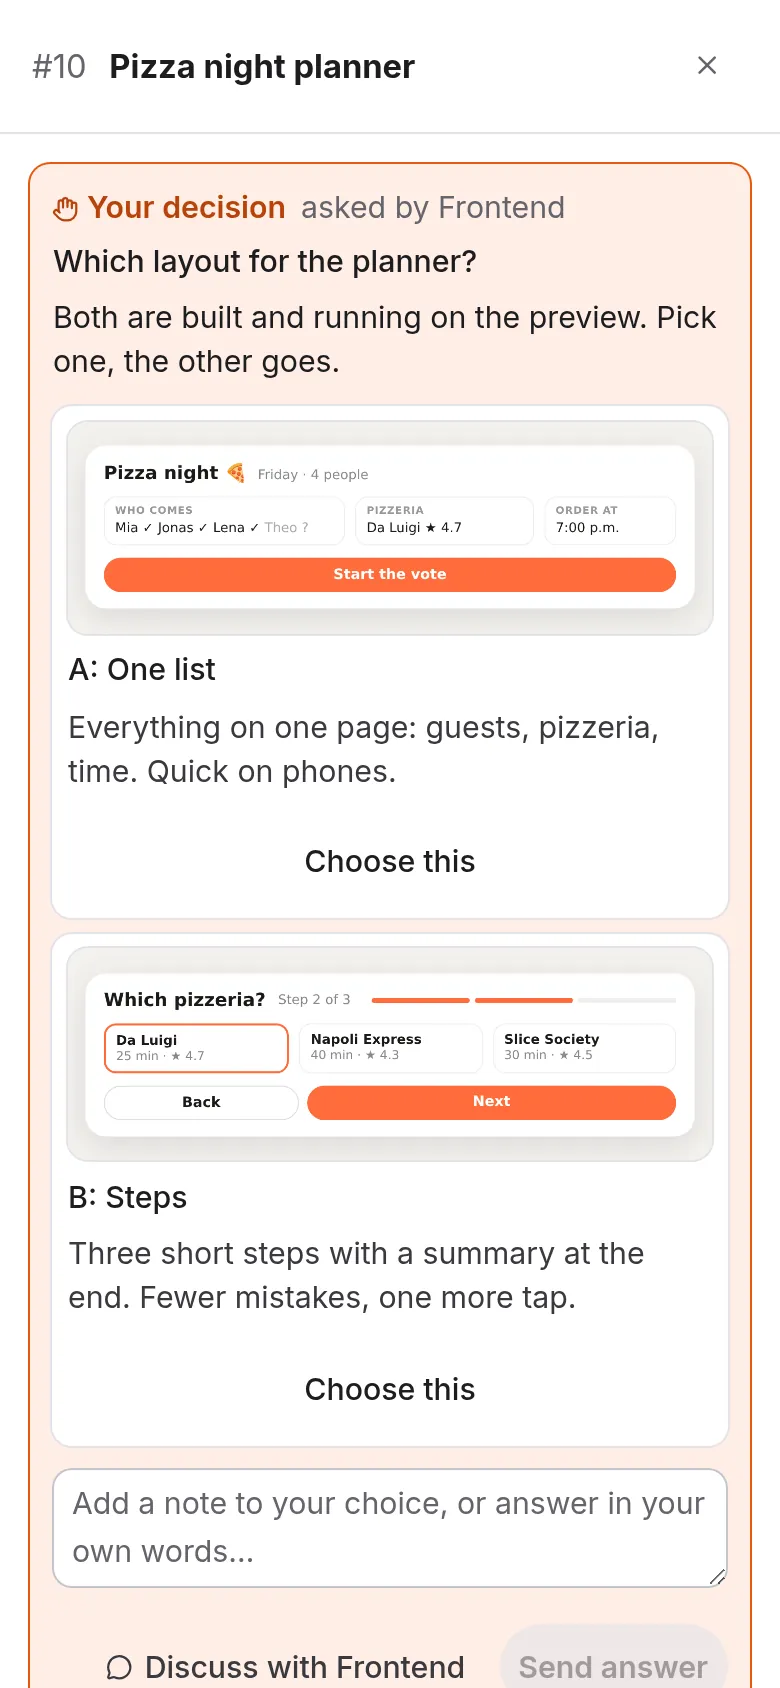 #10 Pizza night planner
Your decision asked by Frontend
Which layout for the planner?
Both are built and running on the preview. Pick
one, the other goes.
Pizza night 🍕 Friday · 4 people
WHO COMES
Mia ✓ Jonas ✓ Lena ✓ Theo ?
PIZZERIA
Da Luigi ★ 4.7
ORDER AT
7:00 p.m.
Start the vote
A: One list
Everything on one page: guests, pizzeria,
time. Quick on phones.
Choose this
Which pizzeria? Step 2 of 3
Da Luigi
25 min · ★ 4.7
Napoli Express
40 min · ★ 4.3
Slice Society
30 min · ★ 4.5
Back
Next
B: Steps
Three short steps with a summary at the
end. Fewer mistakes, one more tap.
Choose this
Add a note to your choice, or answer in your
own words...
Discuss with Frontend
Send answer